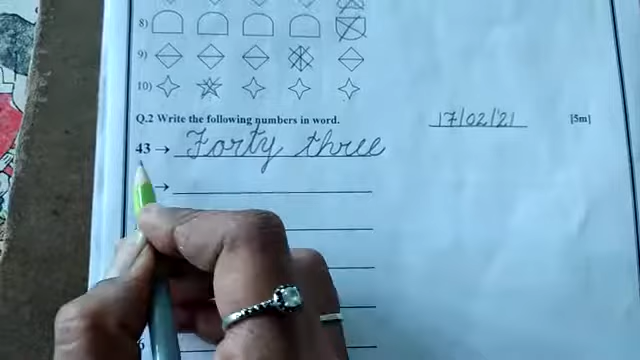 8)
9)
10)
Q.2 Write the following numbers in word.
17/02/21 [5m]
43 → Forty three
→